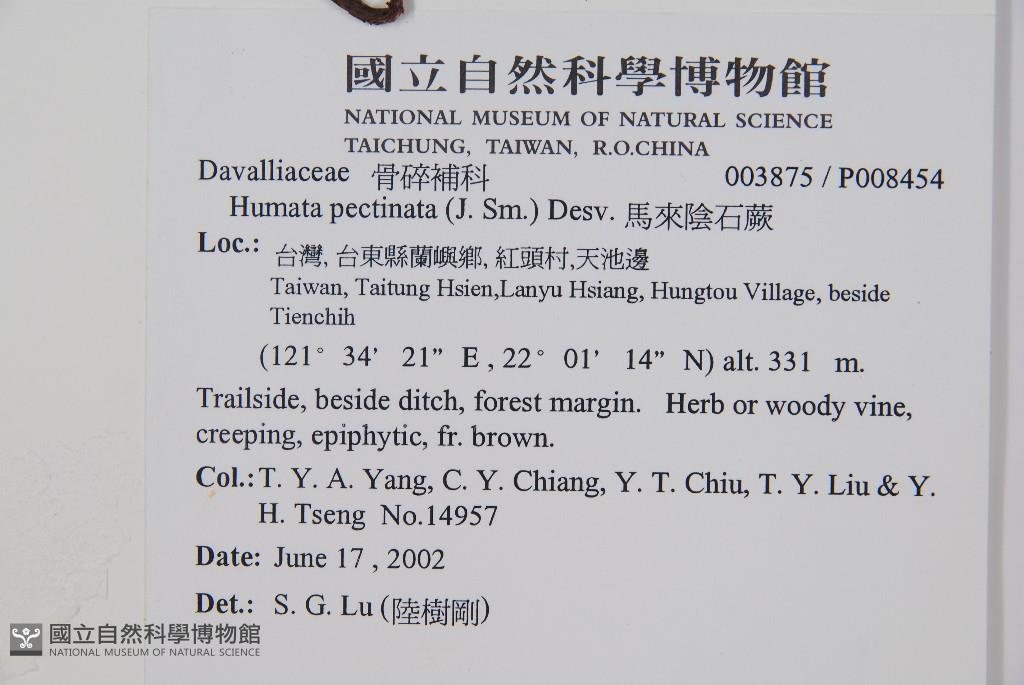 國立自然科學博物館
NATIONAL MUSEUM OF NATURAL SCIENCE
TAICHUNG, TAIWAN, R.O.CHINA
Davalliaceae 骨碎補科 003875 / P008454
Humata pectinata (J. Sm.) Desv. 馬來陰石蕨
Loc.: 台灣, 台東縣蘭嶼鄉, 紅頭村,天池邊
Taiwan, Taitung Hsien,Lanyu Hsiang, Hungtou Village, beside
Tienchih
(121° 34’ 21” E , 22° 01’ 14” N) alt. 331 m.
Trailside, beside ditch, forest margin. Herb or woody vine,
creeping, epiphytic, fr. brown.
Col.: T. Y. A. Yang, C. Y. Chiang, Y. T. Chiu, T. Y. Liu & Y.
H. Tseng No.14957
Date: June 17 , 2002
Det.: S. G. Lu (陸樹剛)
國立自然科學博物館
NATIONAL MUSEUM OF NATURAL SCIENCE